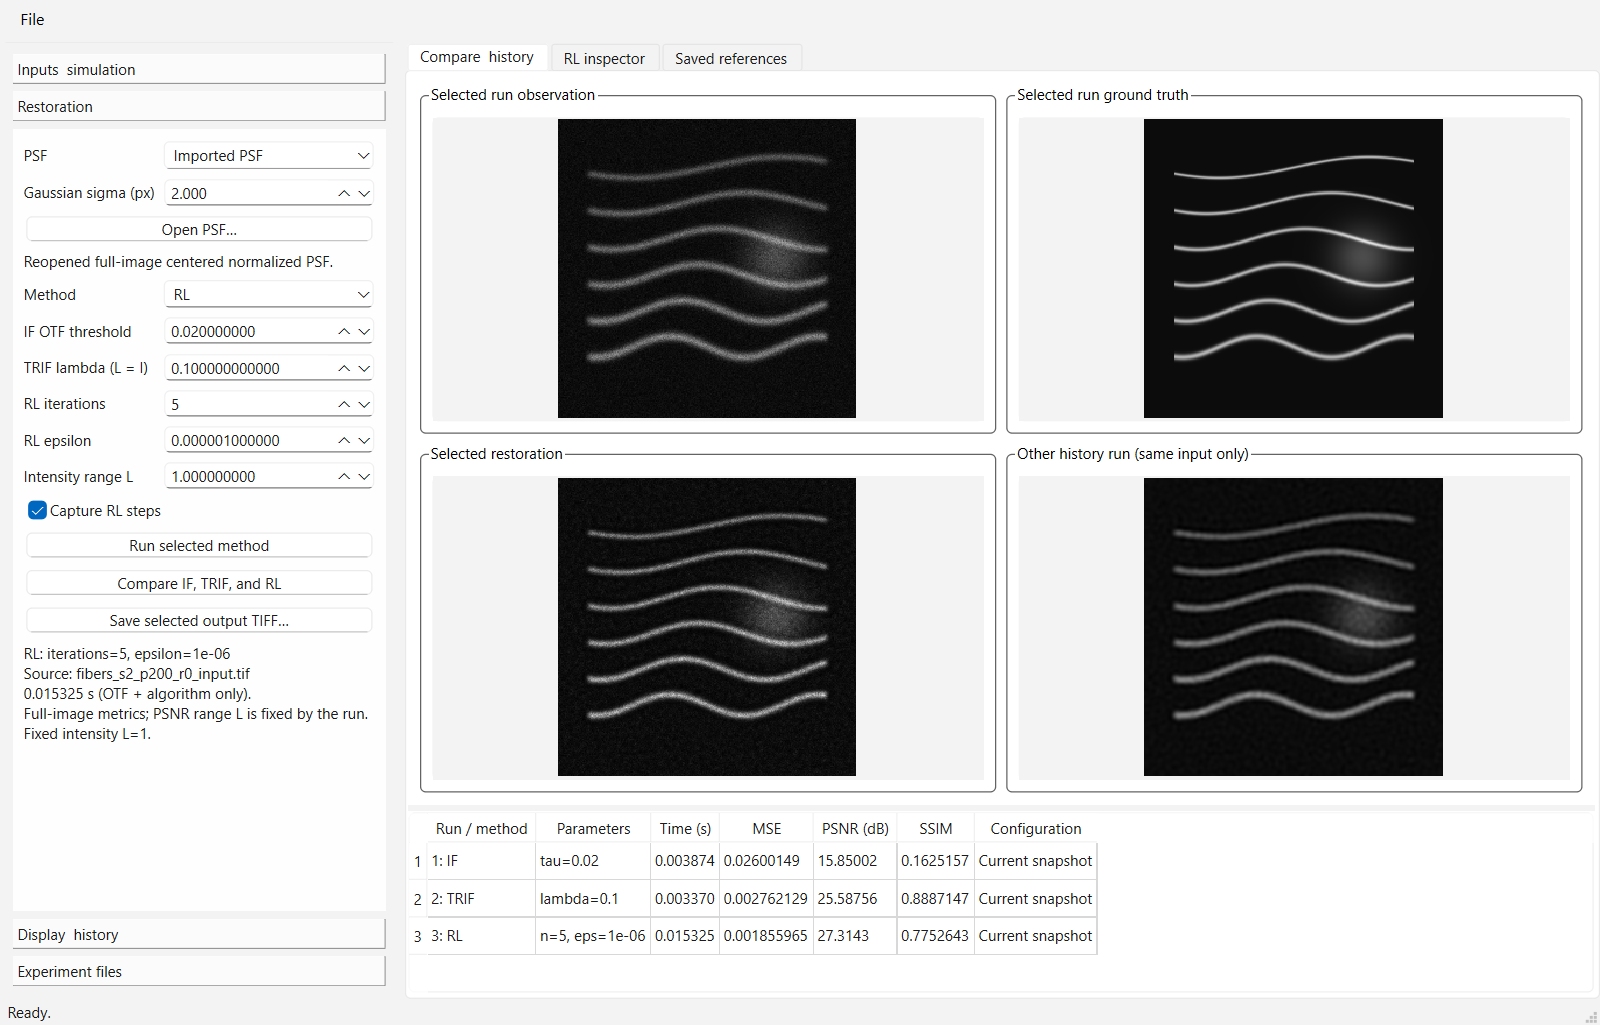 File
Inputs simulation
Restoration
PSF
Imported PSF
Gaussian sigma (px)
2.000
Open PSF...
Reopened full-image centered normalized PSF.
Method
RL
IF OTF threshold
0.020000000
TRIF lambda (L = I)
0.100000000000
RL iterations
5
RL epsilon
0.000001000000
Intensity range L
1.000000000
Capture RL steps
Run selected method
Compare IF, TRIF, and RL
Save selected output TIFF...
RL: iterations=5, epsilon=1e-06
Source: fibers_s2_p200_r0_input.tif
0.015325 s (OTF + algorithm only).
Full-image metrics; PSNR range L is fixed by the run.
Fixed intensity L=1.
Display history
Experiment files
Ready.
Compare history
RL inspector
Saved references
Selected run observation
Selected run ground truth
Selected restoration
Other history run (same input only)
Run / method Parameters Time (s) MSE PSNR (dB) SSIM Configuration
1 1: IF tau=0.02 0.003874 0.02600149 15.85002 0.1625157 Current snapshot
2 2: TRIF lambda=0.1 0.003370 0.002762129 25.58756 0.8887147 Current snapshot
3 3: RL n=5, eps=1e-06 0.015325 0.001855965 27.3143 0.7752643 Current snapshot